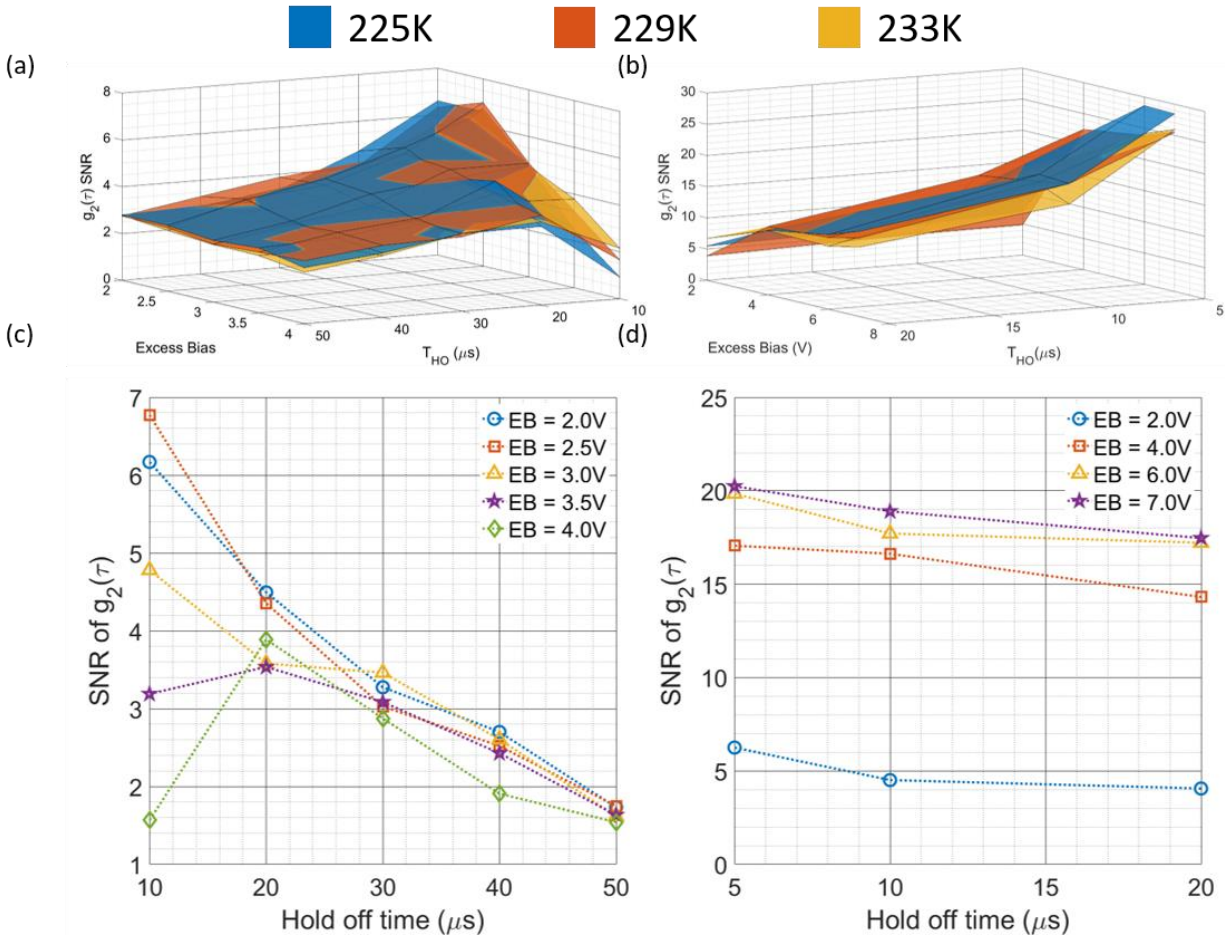 225K 229K 233K
(a)
8
6
4
2
0
g₂(τ) SNR
2
2.5
3
3.5
4
Excess Bias
50
40
30
20
10
T_HO (μs)
(b)
30
25
20
15
10
5
0
g₂(τ) SNR
2
4
6
8
Excess Bias (V)
20
15
10
5
T_HO(μs)
(c)
7
6
5
4
3
2
1
SNR of g₂(τ)
EB = 2.0V
EB = 2.5V
EB = 3.0V
EB = 3.5V
EB = 4.0V
10 20 30 40 50
Hold off time (μs)
(d)
25
20
15
10
5
0
SNR of g₂(τ)
EB = 2.0V
EB = 4.0V
EB = 6.0V
EB = 7.0V
5 10 15 20
Hold off time (μs)